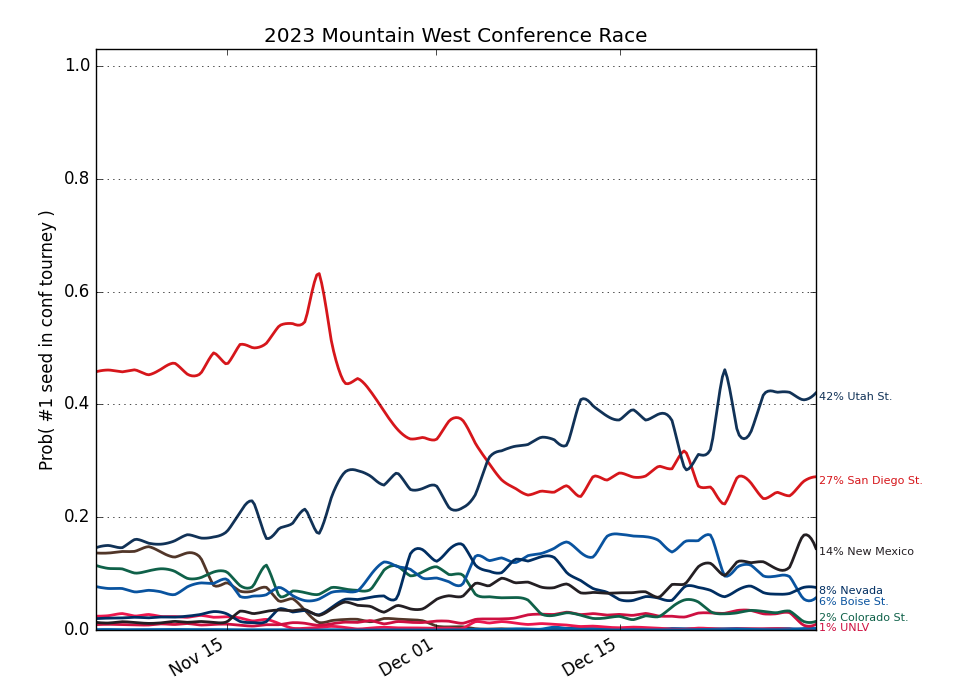 2023 Mountain West Conference Race
Prob( #1 seed in conf tourney )
1.0
0.8
0.6
0.4
0.2
0.0
Nov 15
Dec 01
Dec 15
42% Utah St.
27% San Diego St.
14% New Mexico
8% Nevada
6% Boise St.
2% Colorado St.
1% UNLV